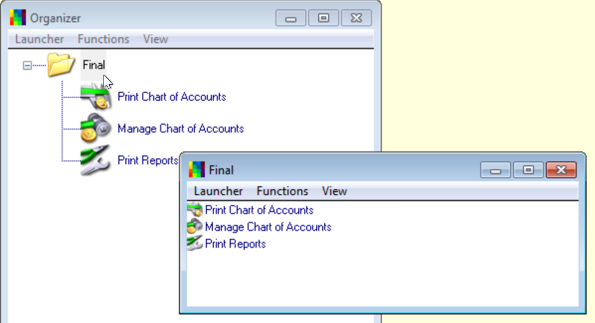 Organizer
Launcher Functions View
Final
Print Chart of Accounts
Manage Chart of Accounts
Print Reports
Final
Launcher Functions View
Print Chart of Accounts
Manage Chart of Accounts
Print Reports